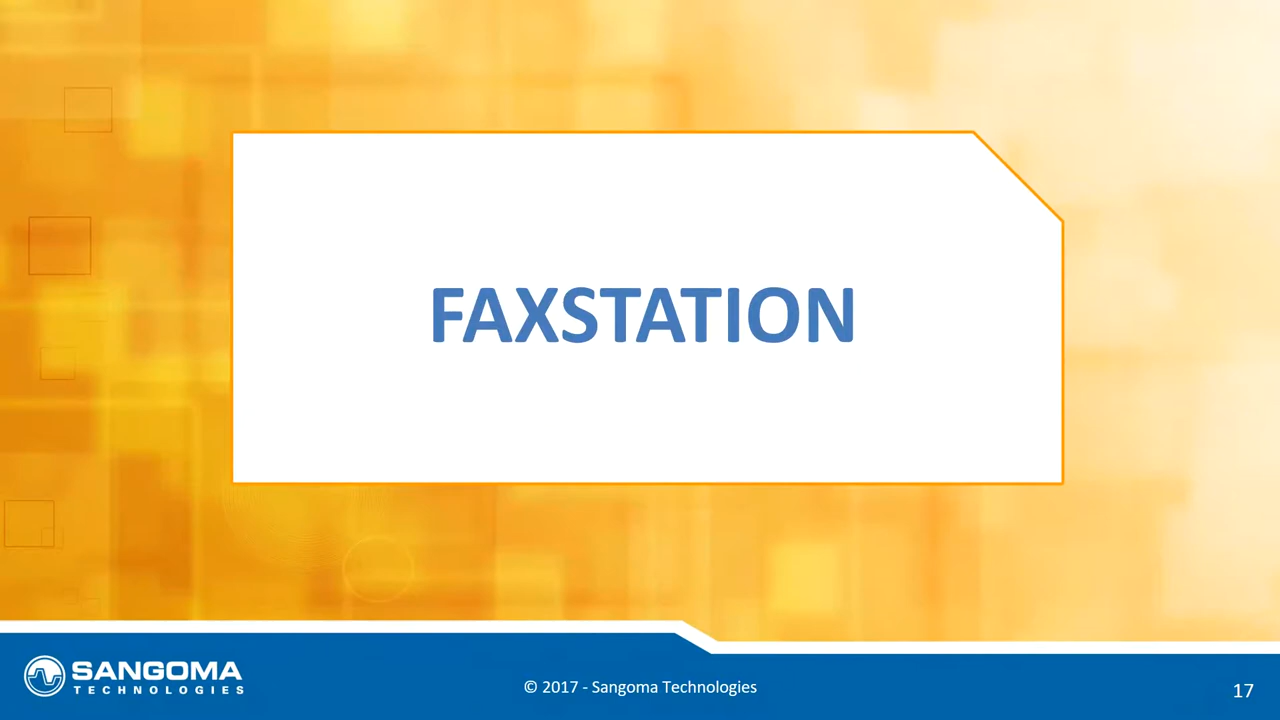 FAXSTATION
SANGOMA
TECHNOLOGIES
© 2017 - Sangoma Technologies
17